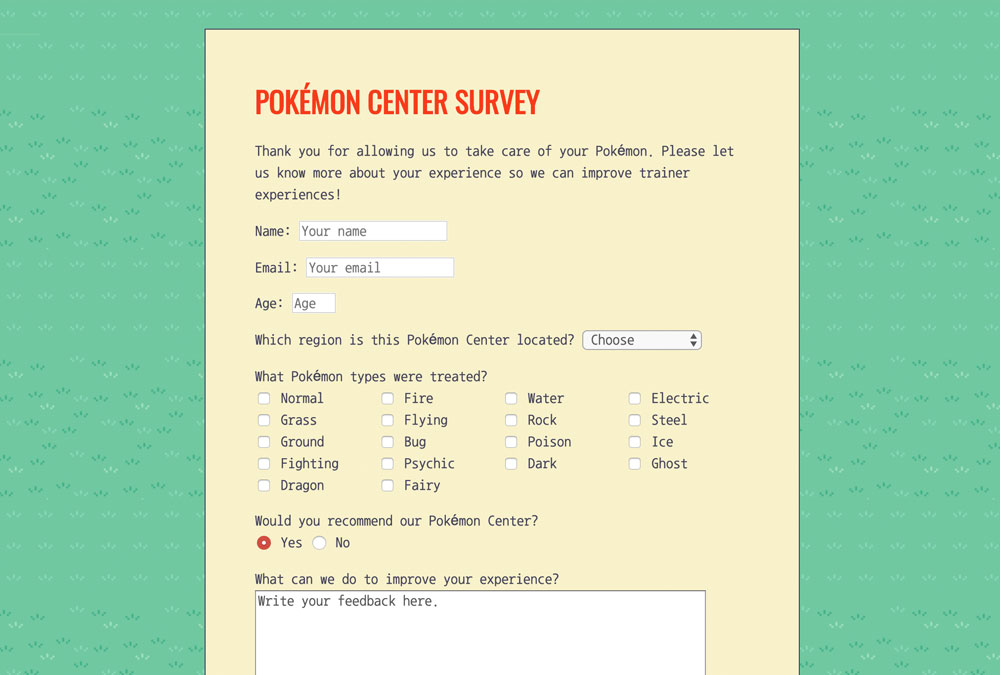 POKÉMON CENTER SURVEY
Thank you for allowing us to take care of your Pokémon. Please let
us know more about your experience so we can improve trainer
experiences!
Name: Your name
Email: Your email
Age: Age
Which region is this Pokémon Center located? Choose
What Pokémon types were treated?
Normal Fire Water Electric
Grass Flying Rock Steel
Ground Bug Poison Ice
Fighting Psychic Dark Ghost
Dragon Fairy
Would you recommend our Pokémon Center?
Yes No
What can we do to improve your experience?
Write your feedback here.